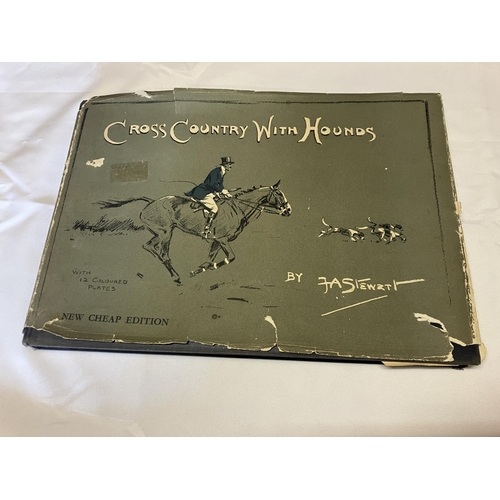 CROSS COUNTRY WITH HOUNDS
WITH
12 COLOURED
PLATES
BY F.A. Stewart
NEW CHEAP EDITION